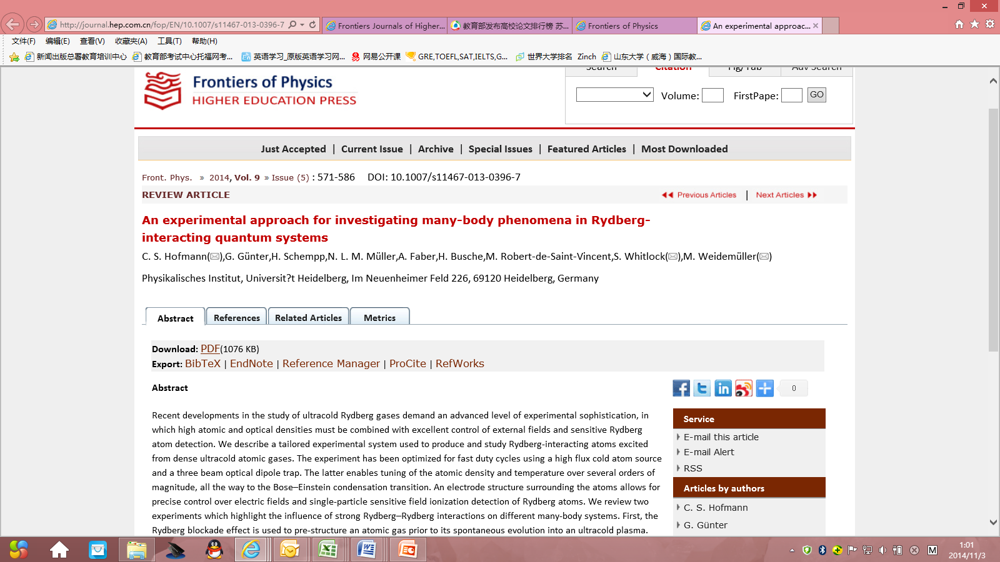 http://journal.hep.com.cn/fop/EN/10.1007/s11467-013-0396-7
Frontiers Journals of Higher...
教育部发布高校论文排行榜 苏...
Frontiers of Physics
An experimental approac...
文件(F) 编辑(E) 查看(V) 收藏夹(A) 工具(T) 帮助(H)
新闻出版总署教育培训中心 教育部考试中心托福网考... 英语学习_原版英语学习网... 网易公开课 GRE,TOEFL,SAT,IELTS,G... 世界大学排名 Zinch 山东大学（威海）国际教...
Search Citation Fig/Tab Adv Search
Frontiers of Physics
HIGHER EDUCATION PRESS
Volume: FirstPape: GO
Just Accepted | Current Issue | Archive | Special Issues | Featured Articles | Most Downloaded
Front. Phys. » 2014, Vol. 9 » Issue (5) : 571-586 DOI: 10.1007/s11467-013-0396-7
REVIEW ARTICLE
Previous Articles | Next Articles
An experimental approach for investigating many-body phenomena in Rydberg-
interacting quantum systems
C. S. Hofmann(),G. Günter,H. Schempp,N. L. M. Müller,A. Faber,H. Busche,M. Robert-de-Saint-Vincent,S. Whitlock(),M. Weidemüller()
Physikalisches Institut, Universit?t Heidelberg, Im Neuenheimer Feld 226, 69120 Heidelberg, Germany
Abstract References Related Articles Metrics
Download: PDF(1076 KB)
Export: BibTeX | EndNote | Reference Manager | ProCite | RefWorks
Abstract
0
Recent developments in the study of ultracold Rydberg gases demand an advanced level of experimental sophistication, in
which high atomic and optical densities must be combined with excellent control of external fields and sensitive Rydberg
atom detection. We describe a tailored experimental system used to produce and study Rydberg-interacting atoms excited
from dense ultracold atomic gases. The experiment has been optimized for fast duty cycles using a high flux cold atom source
and a three beam optical dipole trap. The latter enables tuning of the atomic density and temperature over several orders of
magnitude, all the way to the Bose–Einstein condensation transition. An electrode structure surrounding the atoms allows for
precise control over electric fields and single-particle sensitive field ionization detection of Rydberg atoms. We review two
experiments which highlight the influence of strong Rydberg–Rydberg interactions on different many-body systems. First, the
Rydberg blockade effect is used to pre-structure an atomic gas prior to its spontaneous evolution into an ultracold plasma.
Service
E-mail this article
E-mail Alert
RSS
Articles by authors
C. S. Hofmann
G. Günter
M
1:01
2014/11/3